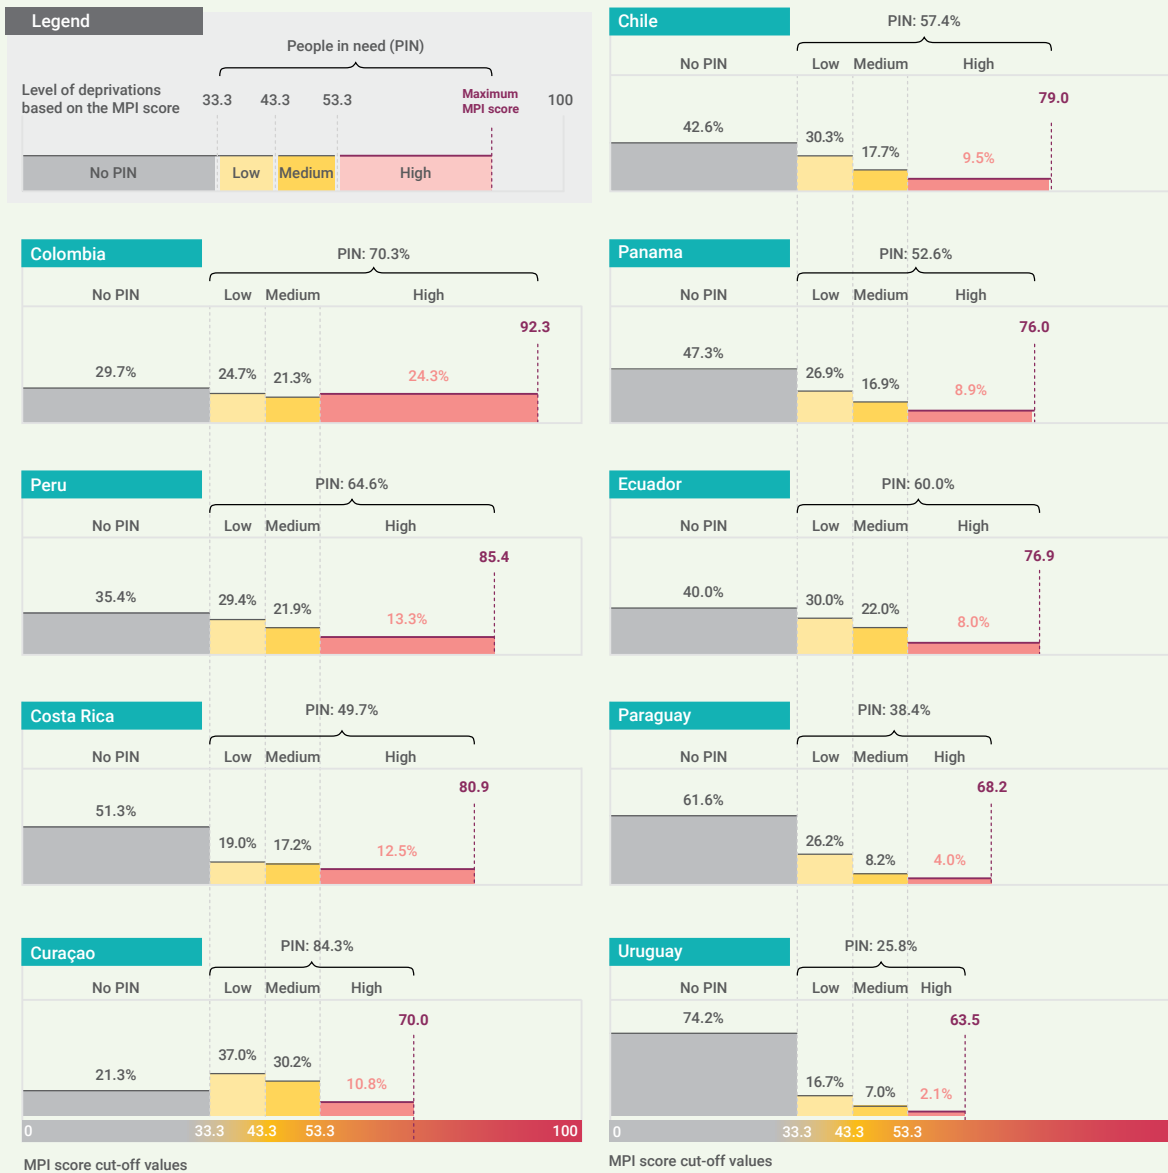 Legend
People in need (PIN)
Level of deprivations
based on the MPI score
33.3
43.3
53.3
Maximum
MPI score
100
No PIN
Low
Medium
High
Chile
PIN: 57.4%
No PIN
Low
Medium
High
79.0
42.6%
30.3%
17.7%
9.5%
Colombia
PIN: 70.3%
No PIN
Low
Medium
High
92.3
29.7%
24.7%
21.3%
24.3%
Panama
PIN: 52.6%
No PIN
Low
Medium
High
76.0
47.3%
26.9%
16.9%
8.9%
Peru
PIN: 64.6%
No PIN
Low
Medium
High
85.4
35.4%
29.4%
21.9%
13.3%
Ecuador
PIN: 60.0%
No PIN
Low
Medium
High
76.9
40.0%
30.0%
22.0%
8.0%
Costa Rica
PIN: 49.7%
No PIN
Low
Medium
High
80.9
51.3%
19.0%
17.2%
12.5%
Paraguay
PIN: 38.4%
No PIN
Low
Medium
High
68.2
61.6%
26.2%
8.2%
4.0%
Curaçao
PIN: 84.3%
No PIN
Low
Medium
High
70.0
21.3%
37.0%
30.2%
10.8%
0
33.3
43.3
53.3
100
MPI score cut-off values
Uruguay
PIN: 25.8%
No PIN
Low
Medium
High
63.5
74.2%
16.7%
7.0%
2.1%
0
33.3
43.3
53.3
MPI score cut-off values